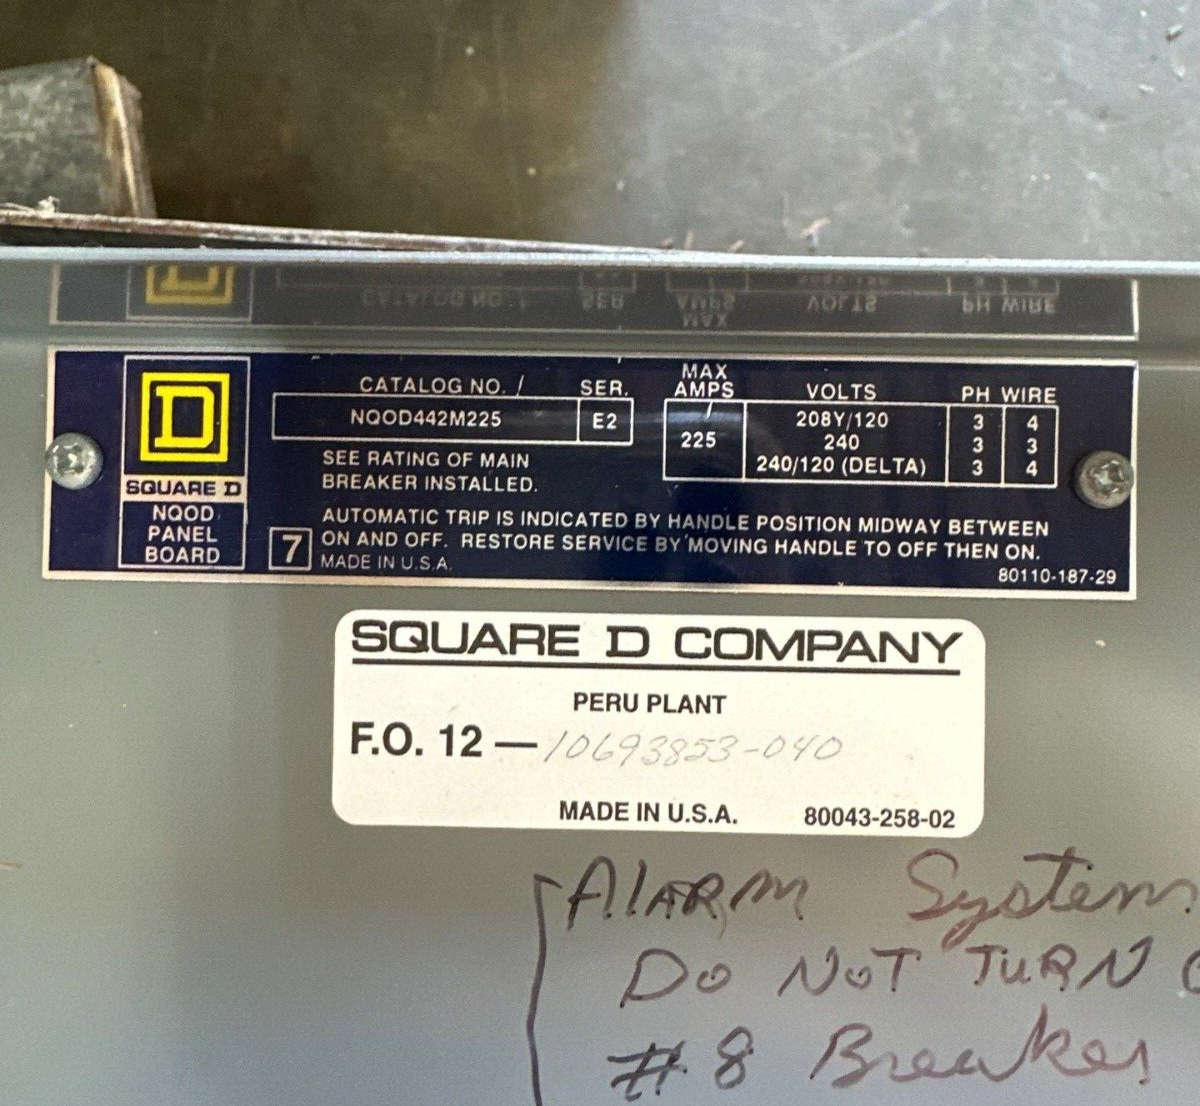 CATALOG NO. SER. MAX AMPS VOLTS PH WIRE
NQOD442M225 E2 225 208Y/120 3 4
240 3 3
240/120 (DELTA) 3 4
SEE RATING OF MAIN
BREAKER INSTALLED.
D
SQUARE D
NQOD
PANEL
BOARD
7
AUTOMATIC TRIP IS INDICATED BY HANDLE POSITION MIDWAY BETWEEN
ON AND OFF. RESTORE SERVICE BY MOVING HANDLE TO OFF THEN ON.
MADE IN U.S.A.
80110-187-29
SQUARE D COMPANY
PERU PLANT
F.O. 12 — 10693853-040
MADE IN U.S.A. 80043-258-02
ALARM System
DO NOT TURN
#8 Breaker